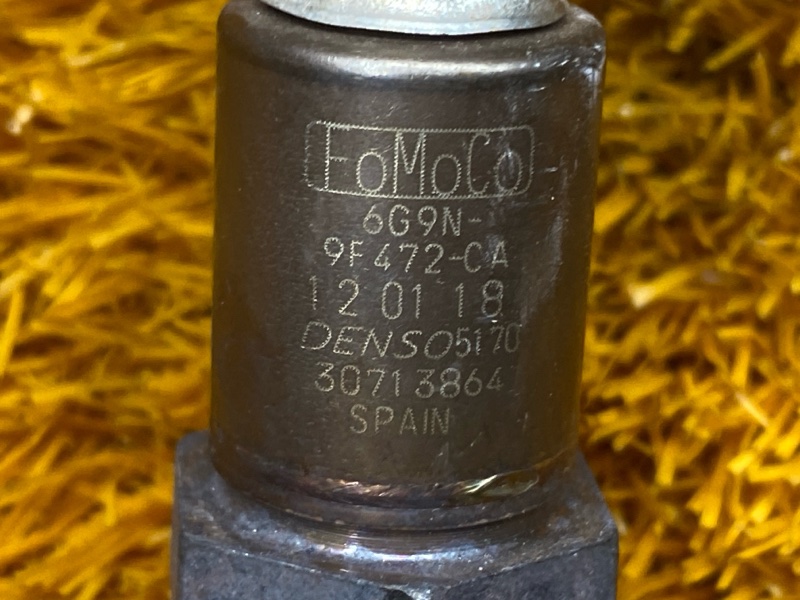 FoMoCo
6G9N-
9F472-CA
12 01 18
DENSO 5170
30713864
SPAIN